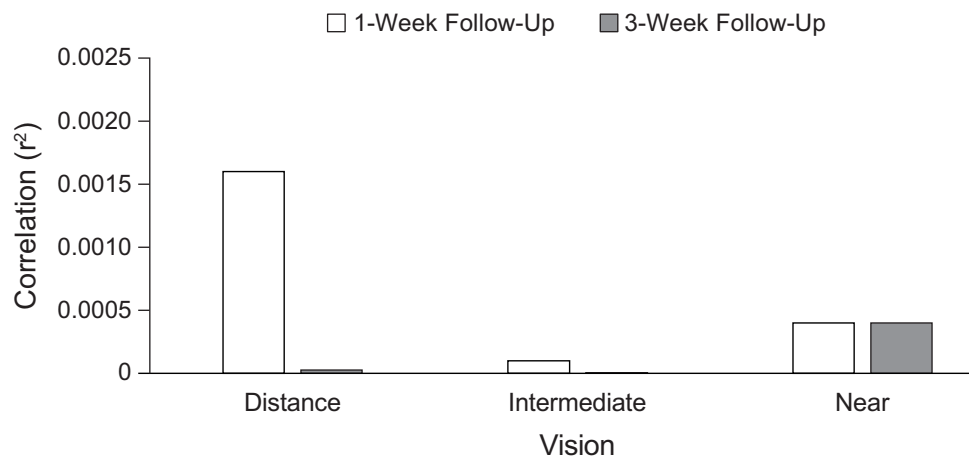 1-Week Follow-Up 3-Week Follow-Up
0.0025
0.0020
0.0015
0.0010
0.0005
0
Correlation (r²)
Distance Intermediate Near
Vision